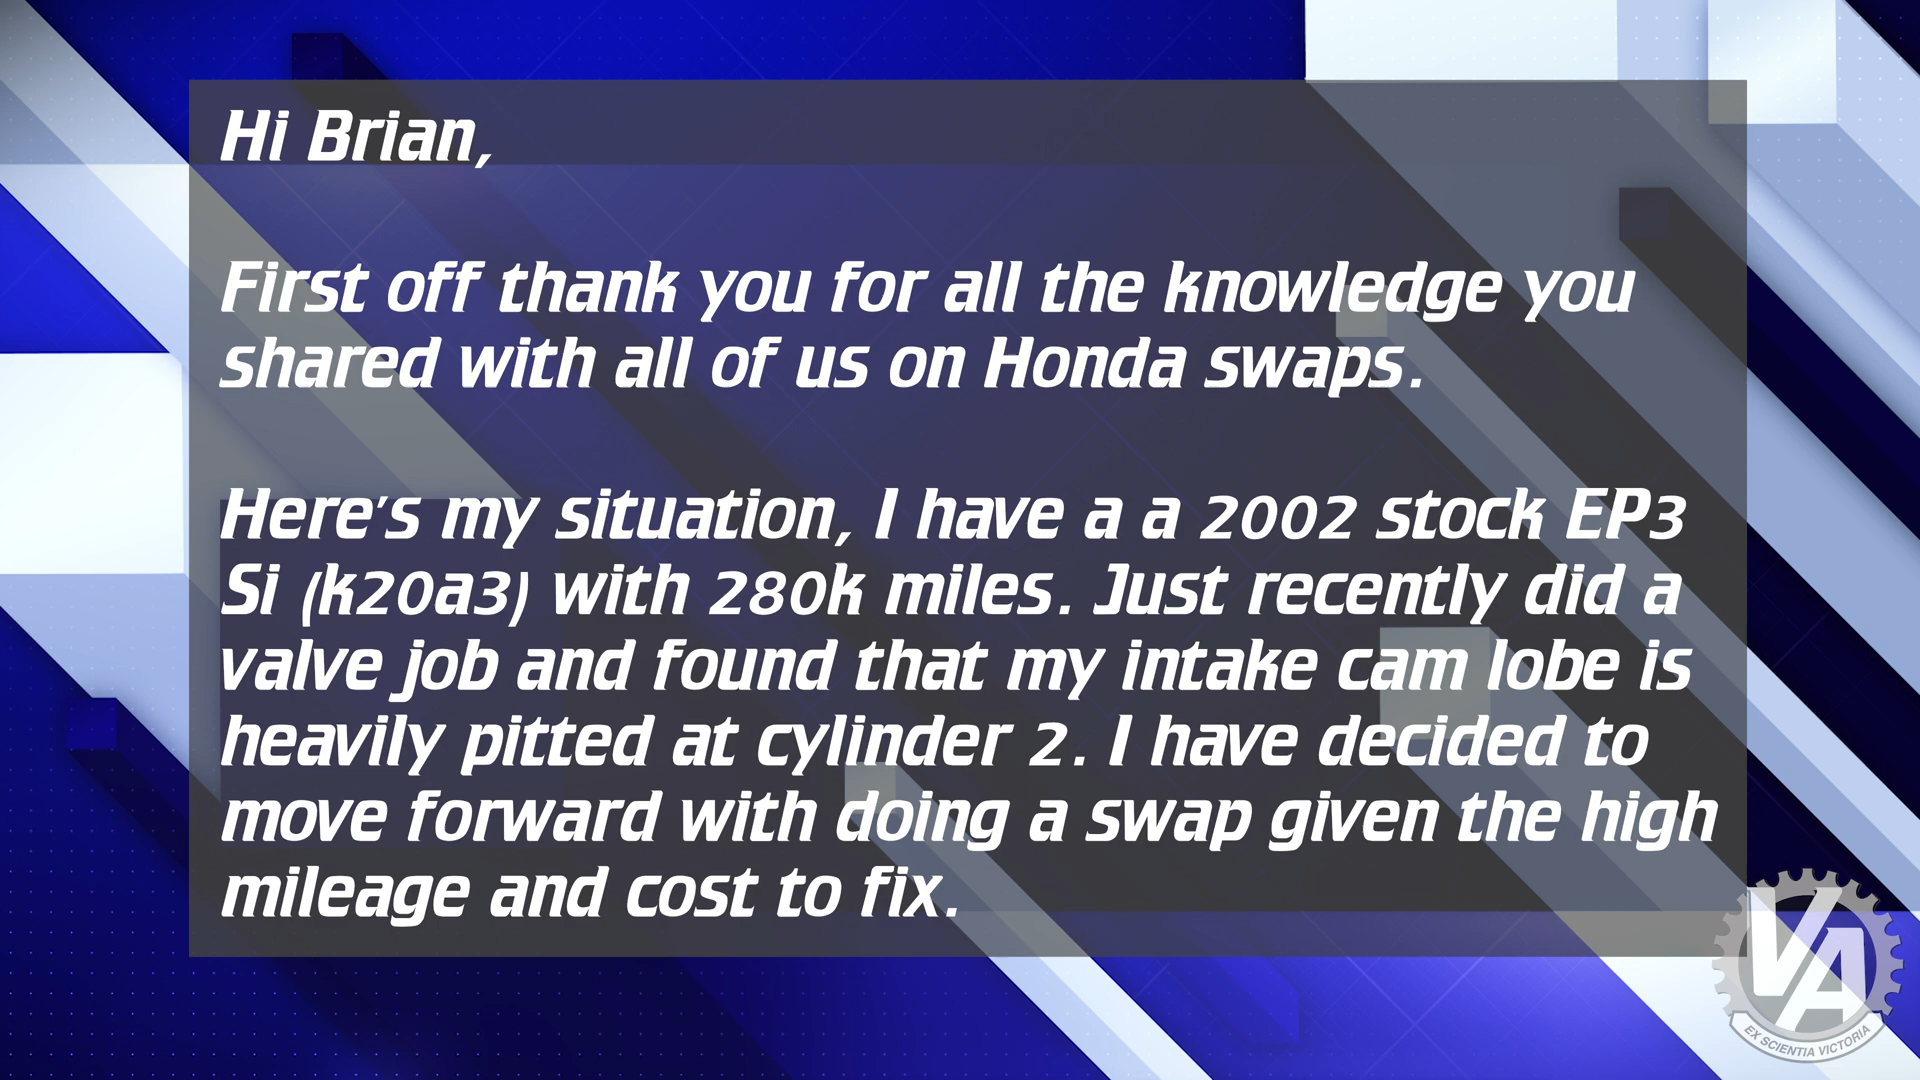 Hi Brian,
First off thank you for all the knowledge you
shared with all of us on Honda swaps.
Here's my situation, I have a a 2002 stock EP3
Si (k20a3) with 280k miles. Just recently did a
valve job and found that my intake cam lobe is
heavily pitted at cylinder 2. I have decided to
move forward with doing a swap given the high
mileage and cost to fix.
VA
EX SCIENTIA VICTORIA